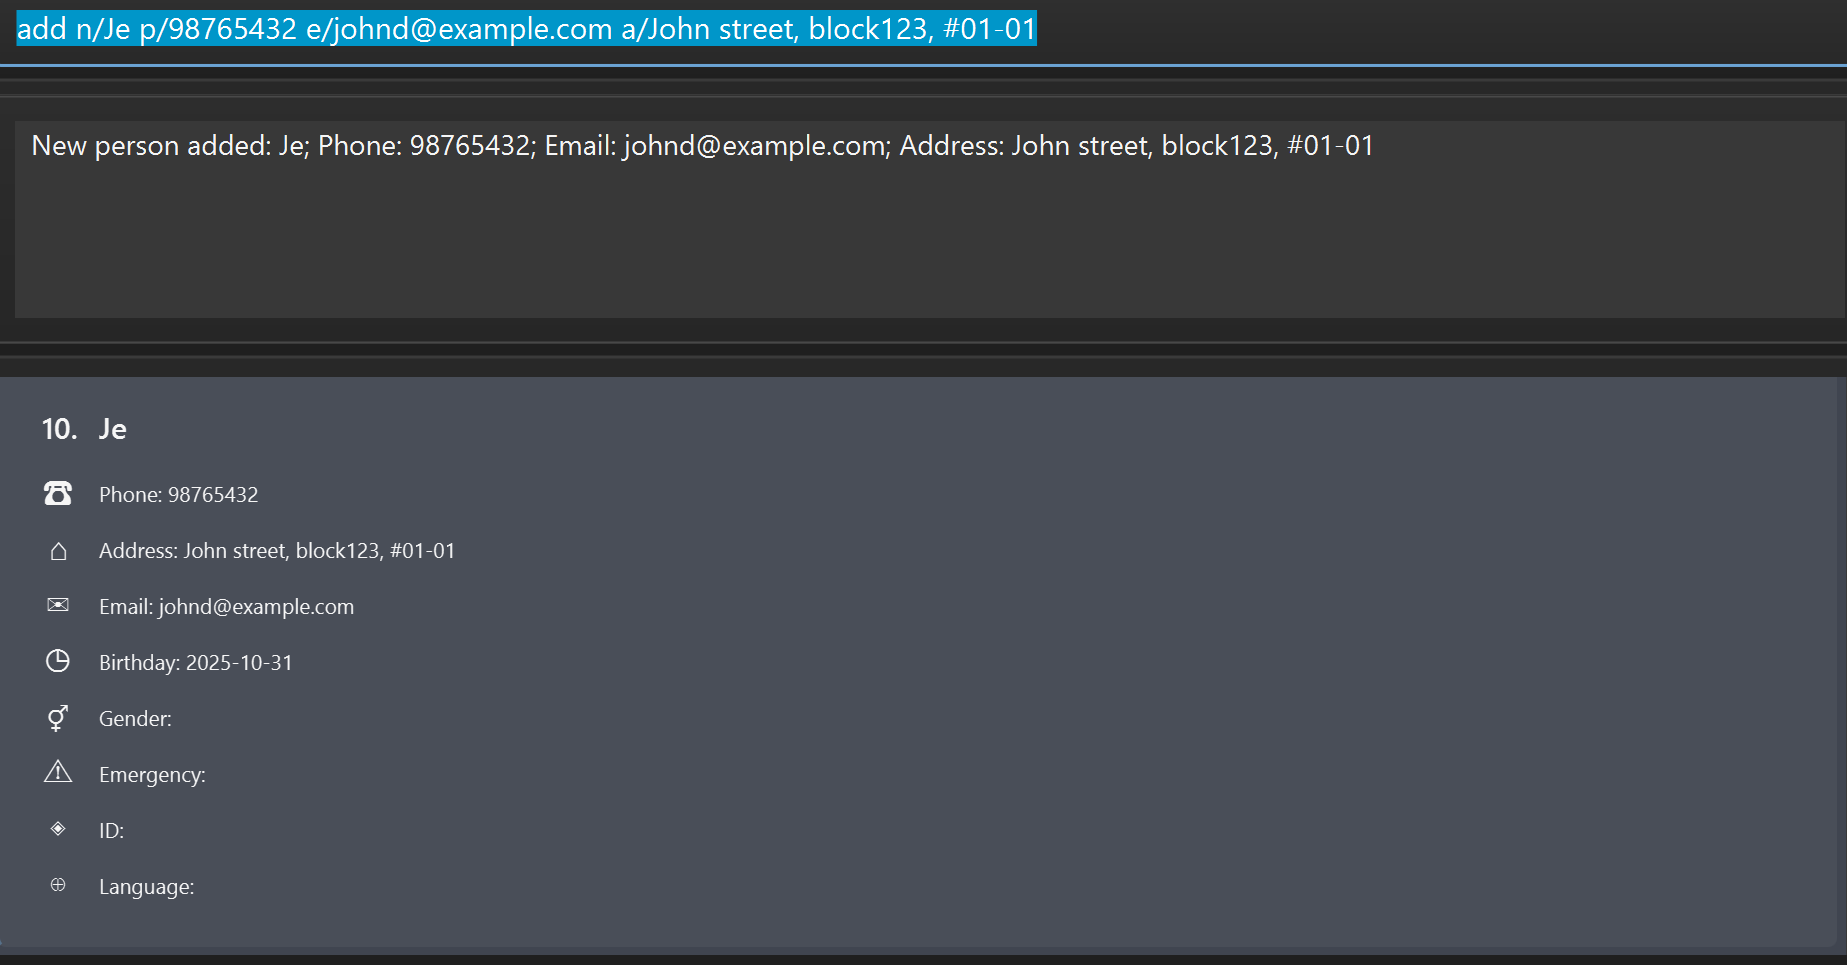 add n/Je p/98765432 e/johnd@example.com a/John street, block123, #01-01
New person added: Je; Phone: 98765432; Email: johnd@example.com; Address: John street, block123, #01-01
10. Je
Phone: 98765432
Address: John street, block123, #01-01
Email: johnd@example.com
Birthday: 2025-10-31
Gender:
Emergency:
ID:
Language: